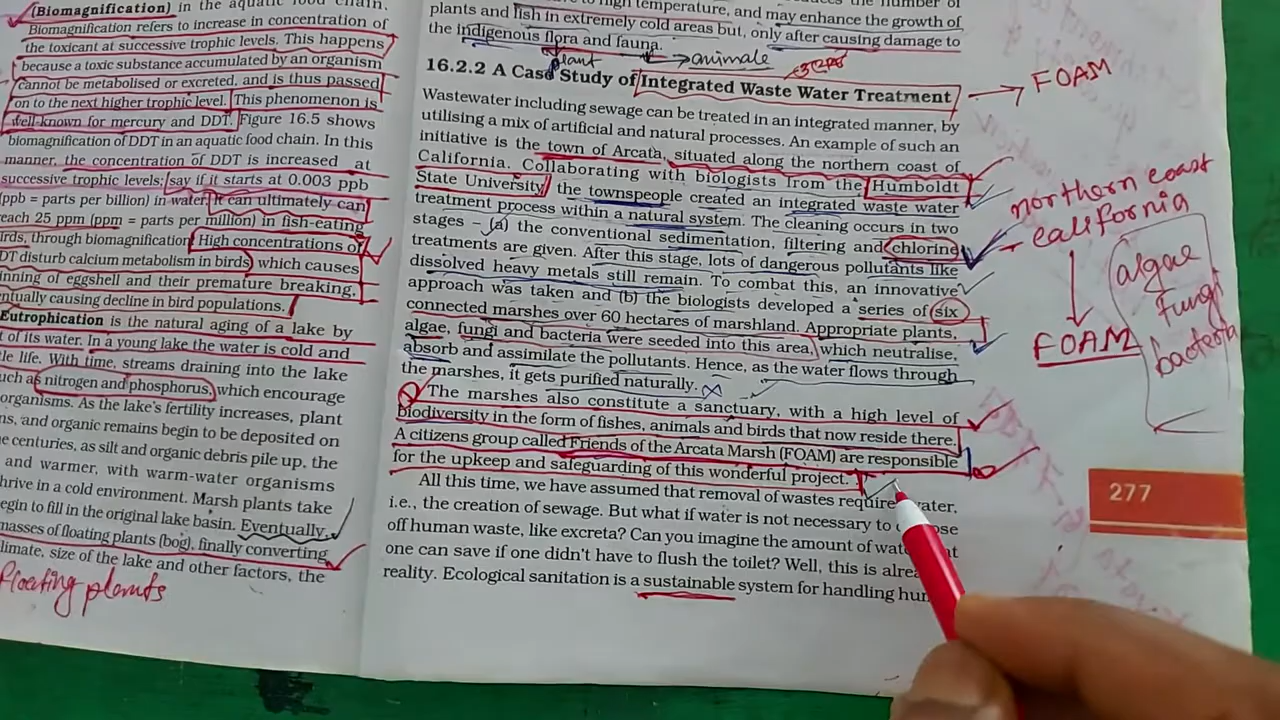 (Biomagnification) in the aquatic food chain.
Biomagnification refers to increase in concentration of
the toxicant at successive trophic levels. This happens
because a toxic substance accumulated by an organism
cannot be metabolised or excreted, and is thus passed
on to the next higher trophic level. This phenomenon is
well-known for mercury and DDT. Figure 16.5 shows
biomagnification of DDT in an aquatic food chain. In this
manner, the concentration of DDT is increased at
successive trophic levels; say if it starts at 0.003 ppb
(ppb = parts per billion) in water, it can ultimately can
reach 25 ppm (ppm = parts per million) in fish-eating
through biomagnification. High concentrations of
disturb calcium metabolism in birds, which causes
of eggshell and their premature breaking,
causing decline in bird populations.
Eutrophication is the natural aging of a lake by
of its water. In a young lake the water is cold and
life. With time, streams draining into the lake
as nitrogen and phosphorus, which encourage
organisms. As the lake's fertility increases, plant
and organic remains begin to be deposited on
centuries, as silt and organic debris pile up, the
and warmer, with warm-water organisms
in a cold environment. Marsh plants take
begin to fill in the original lake basin. Eventually
masses of floating plants (bog), finally converting
size of the lake and other factors, the
floating plants
the number of
to high temperature, and may enhance the growth of
plants and fish in extremely cold areas but, only after causing damage to
the indigenous flora and fauna.
plant → animale
16.2.2 A Case Study of Integrated Waste Water Treatment
→ FOAM
Wastewater including sewage can be treated in an integrated manner, by
utilising a mix of artificial and natural processes. An example of such an
initiative is the town of Arcata, situated along the northern coast of
California. Collaborating with biologists from the Humboldt
State University, the townspeople created an integrated waste water
treatment process within a natural system. The cleaning occurs in two
stages – (a) the conventional sedimentation, filtering and chlorine
treatments are given. After this stage, lots of dangerous pollutants like
dissolved heavy metals still remain. To combat this, an innovative
approach was taken and (b) the biologists developed a series of six
connected marshes over 60 hectares of marshland. Appropriate plants,
algae, fungi and bacteria were seeded into this area, which neutralise,
absorb and assimilate the pollutants. Hence, as the water flows through
the marshes, it gets purified naturally.
The marshes also constitute a sanctuary, with a high level of
biodiversity in the form of fishes, animals and birds that now reside there.
A citizens group called Friends of the Arcata Marsh (FOAM) are responsible
for the upkeep and safeguarding of this wonderful project.
All this time, we have assumed that removal of wastes require water,
i.e., the creation of sewage. But what if water is not necessary to
off human waste, like excreta? Can you imagine the amount of
one can save if one didn't have to flush the toilet? Well, this is
reality. Ecological sanitation is a sustainable system for handling
northern coast
california
FOAM
algae
Fungi
bacteria
277